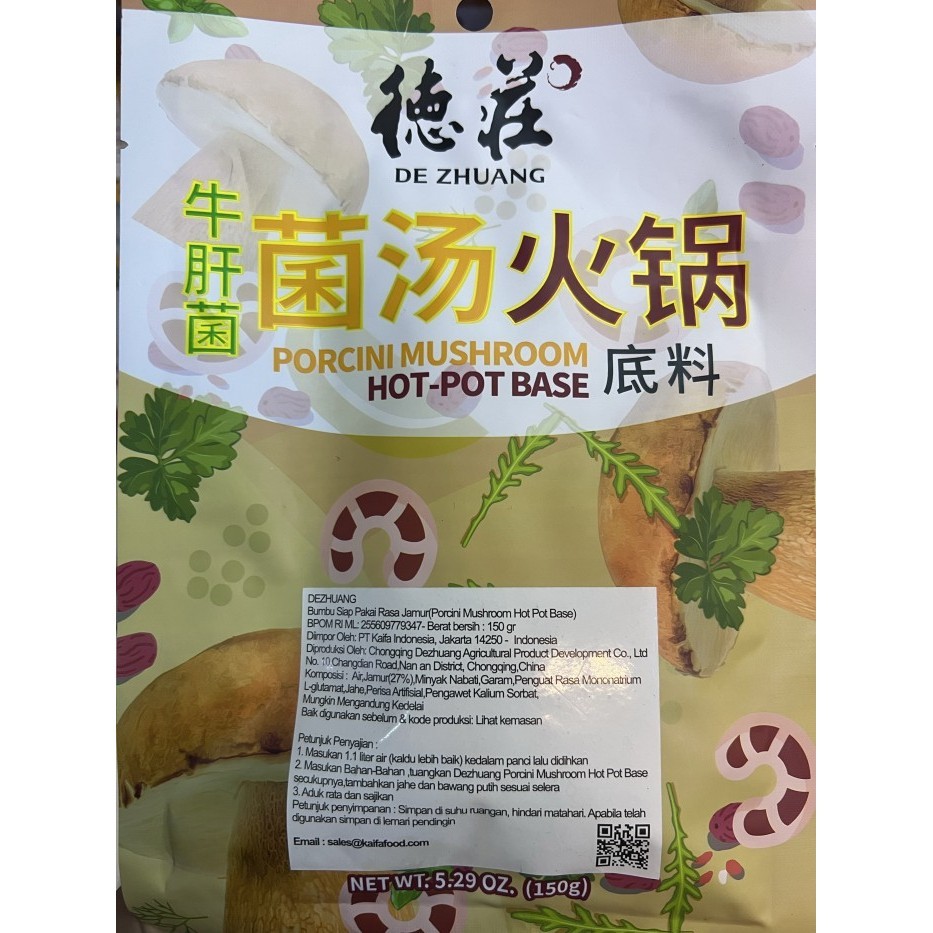 德莊
DE ZHUANG
牛肝菌
菌汤火锅
PORCINI MUSHROOM
HOT-POT BASE
底料
DEZHUANG
Bumbu Siap Pakai Rasa Jamur(Porcini Mushroom Hot Pot Base)
BPOM RI ML: 255609779347- Berat bersih : 150 gr
Diimpor Oleh: PT Kaifa Indonesia, Jakarta 14250 - Indonesia
Diproduksi Oleh: Chongqing Dezhuang Agricultural Product Development Co., Ltd
No. 10,Changdian Road,Nan an District, Chongqing,China
Komposisi : Air,Jamur(27%),Minyak Nabati,Garam,Penguat Rasa Mononatrium
L-glutamat,Jahe,Perisa Artifisial,Pengawet Kalium Sorbat,
Mungkin Mengandung Kedelai
Baik digunakan sebelum & kode produksi: Lihat kemasan
Petunjuk Penyajian :
1. Masukan 1.1 liter air (kaldu lebih baik) kedalam panci lalu didihkan
2. Masukan Bahan-Bahan ,tuangkan Dezhuang Porcini Mushroom Hot Pot Base
secukupnya,tambahkan jahe dan bawang putih sesuai selera
3. Aduk rata dan sajikan
Petunjuk penyimpanan : Simpan di suhu ruangan, hindari matahari. Apabila telah
digunakan simpan di lemari pendingin
Email : sales@kaifafood.com
NET WT. 5.29 OZ. (150g)